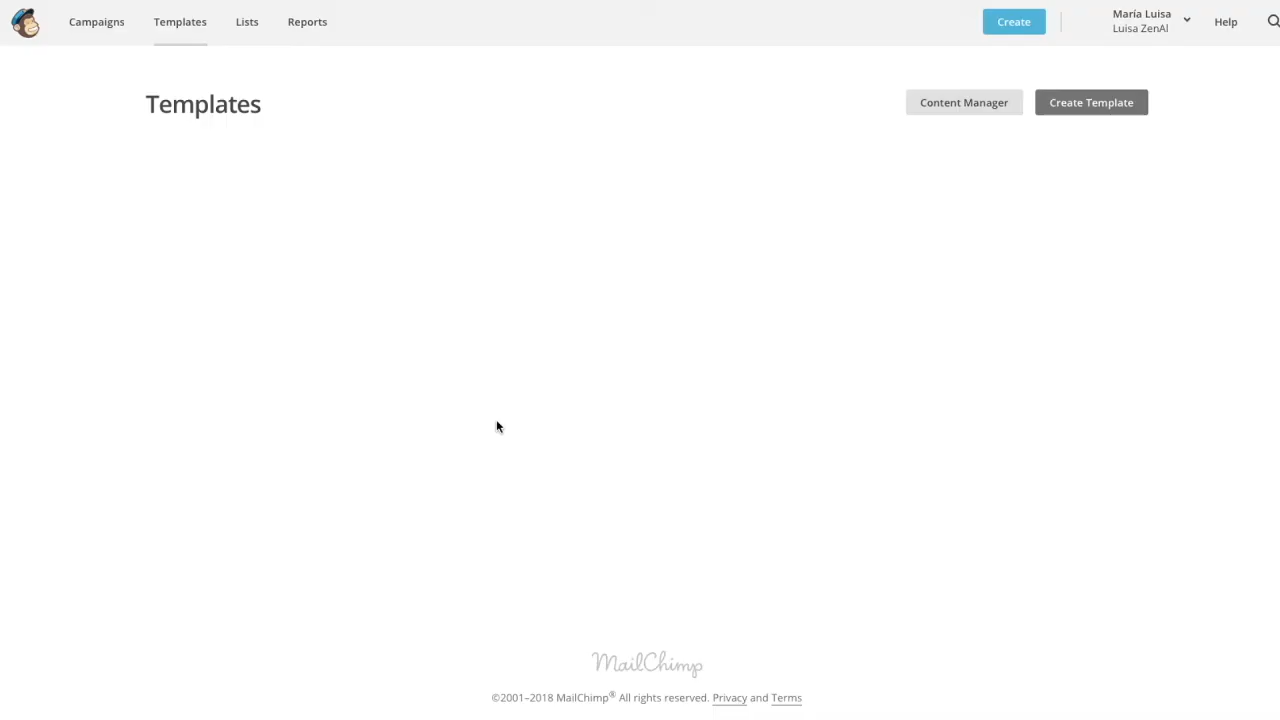 Campaigns Templates Lists Reports Create María Luisa Help
Luisa ZenAI
Templates Content Manager Create Template
MailChimp
©2001–2018 MailChimp® All rights reserved. Privacy and Terms